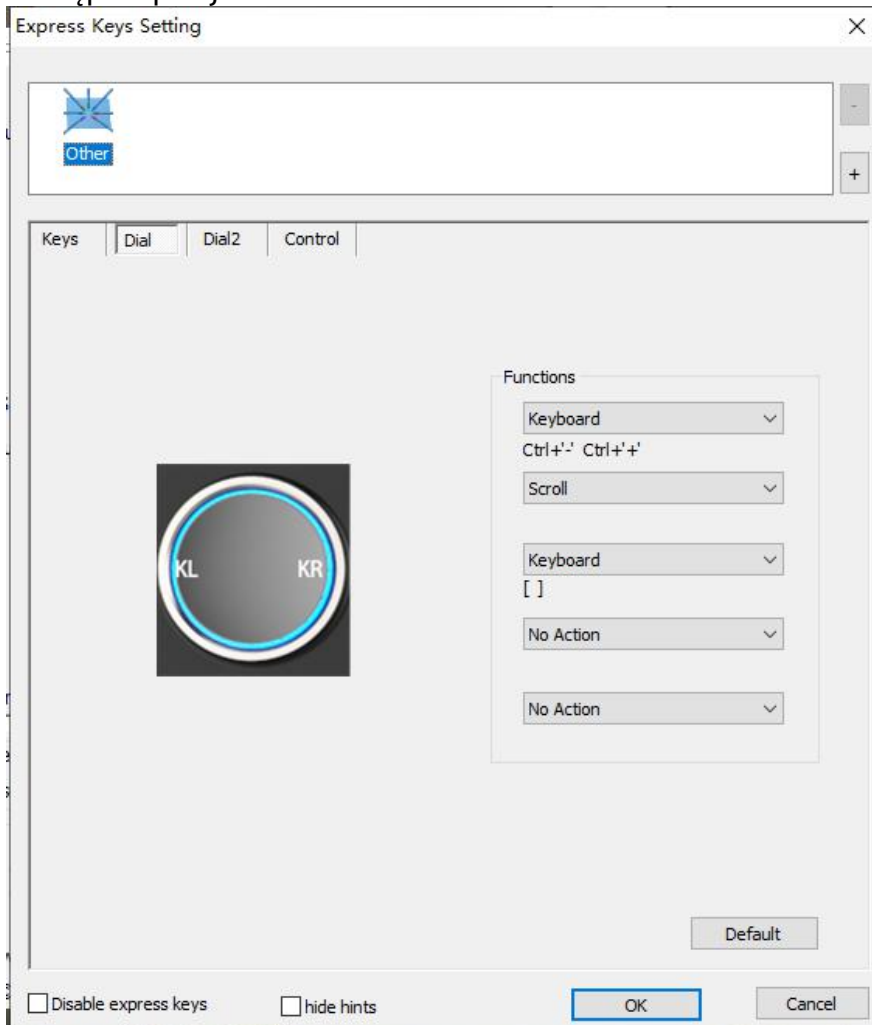 Express Keys Setting
Other
-
+
Keys Dial Dial2 Control
Functions
Keyboard
Ctrl+'-' Ctrl+'+'
Scroll
KL KR
Keyboard
[ ]
No Action
No Action
Default
Disable express keys hide hints OK Cancel